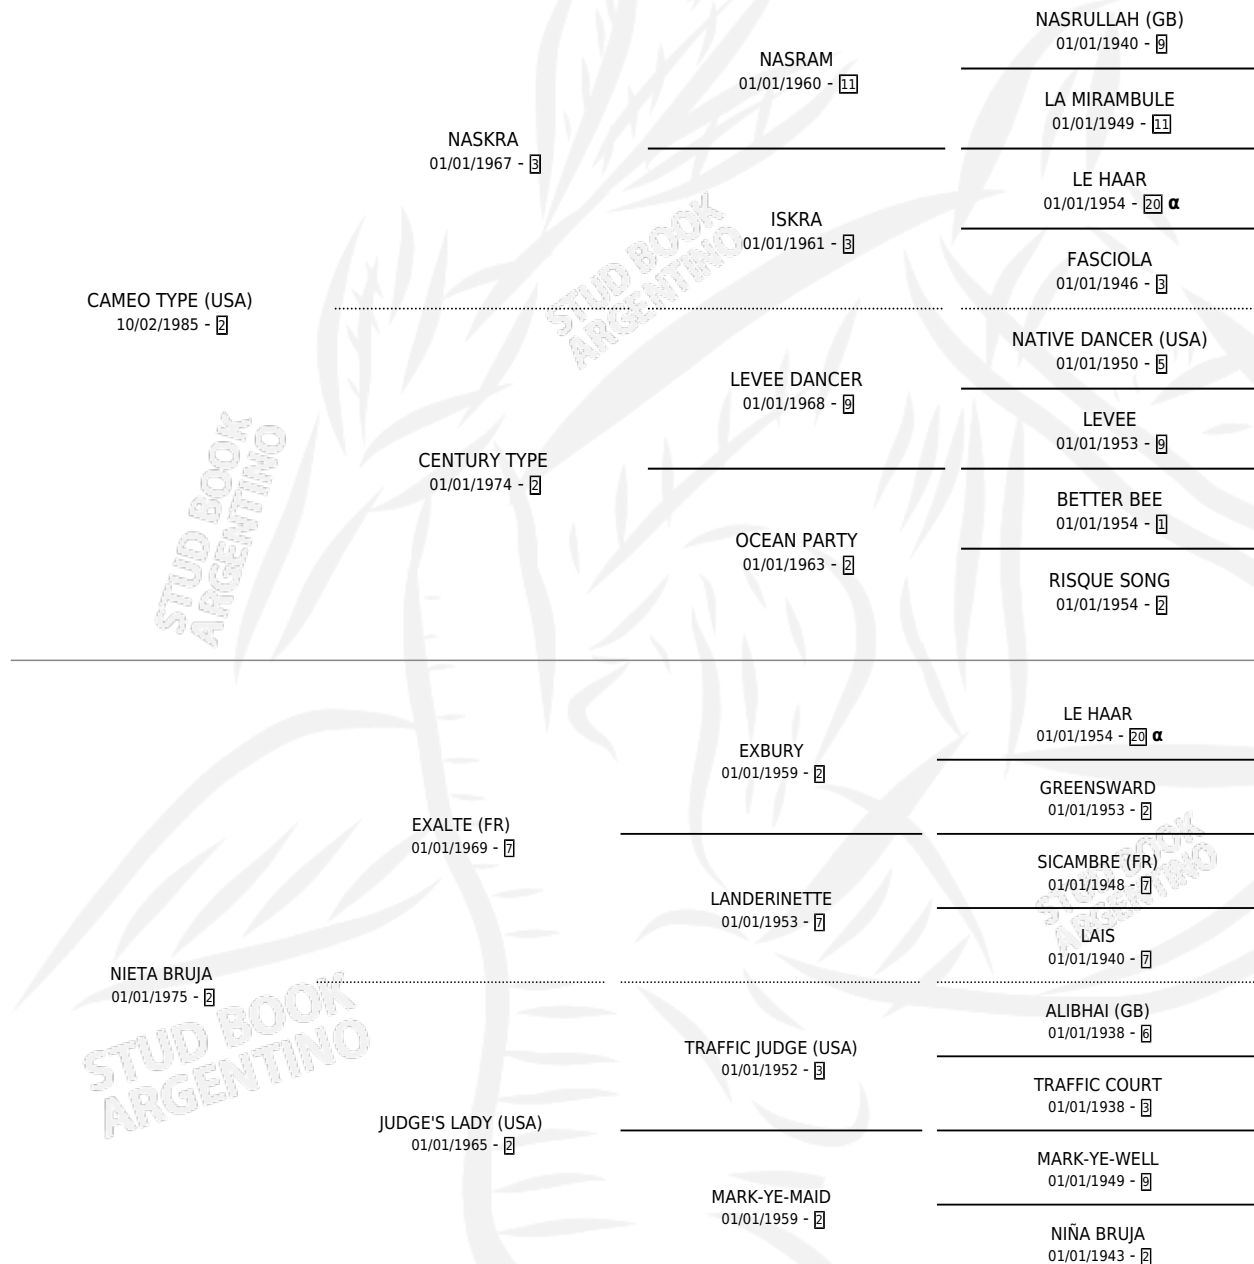 NASRULLAH (GB)
01/01/1940 - 9
NASRAM
01/01/1960 - 11
LA MIRAMBULE
01/01/1949 - 11
NASKRA
01/01/1967 - 3
LE HAAR
01/01/1954 - 20 α
ISKRA
01/01/1961 - 3
FASCIOLA
01/01/1946 - 3
CAMEO TYPE (USA)
10/02/1985 - 2
NATIVE DANCER (USA)
01/01/1950 - 5
LEVEE DANCER
01/01/1968 - 9
LEVEE
01/01/1953 - 9
CENTURY TYPE
01/01/1974 - 2
BETTER BEE
01/01/1954 - 1
OCEAN PARTY
01/01/1963 - 2
RISQUE SONG
01/01/1954 - 2
LE HAAR
01/01/1954 - 20 α
EXBURY
01/01/1959 - 2
GREENSWARD
01/01/1953 - 2
EXALTE (FR)
01/01/1969 - 7
SICAMBRE (FR)
01/01/1948 - 7
LANDERINETTE
01/01/1953 - 7
LAIS
01/01/1940 - 7
NIETA BRUJA
01/01/1975 - 2
ALIBHAI (GB)
01/01/1938 - 6
TRAFFIC JUDGE (USA)
01/01/1952 - 3
TRAFFIC COURT
01/01/1938 - 3
JUDGE'S LADY (USA)
01/01/1965 - 2
MARK-YE-WELL
01/01/1949 - 9
MARK-YE-MAID
01/01/1959 - 2
NIÑA BRUJA
01/01/1943 - 2
STUD BOOK
ARGENTINO
STUD BOOK
ARGENTINO
STUD BOOK
ARGENTINO
STUD BOOK
ARGENTINO